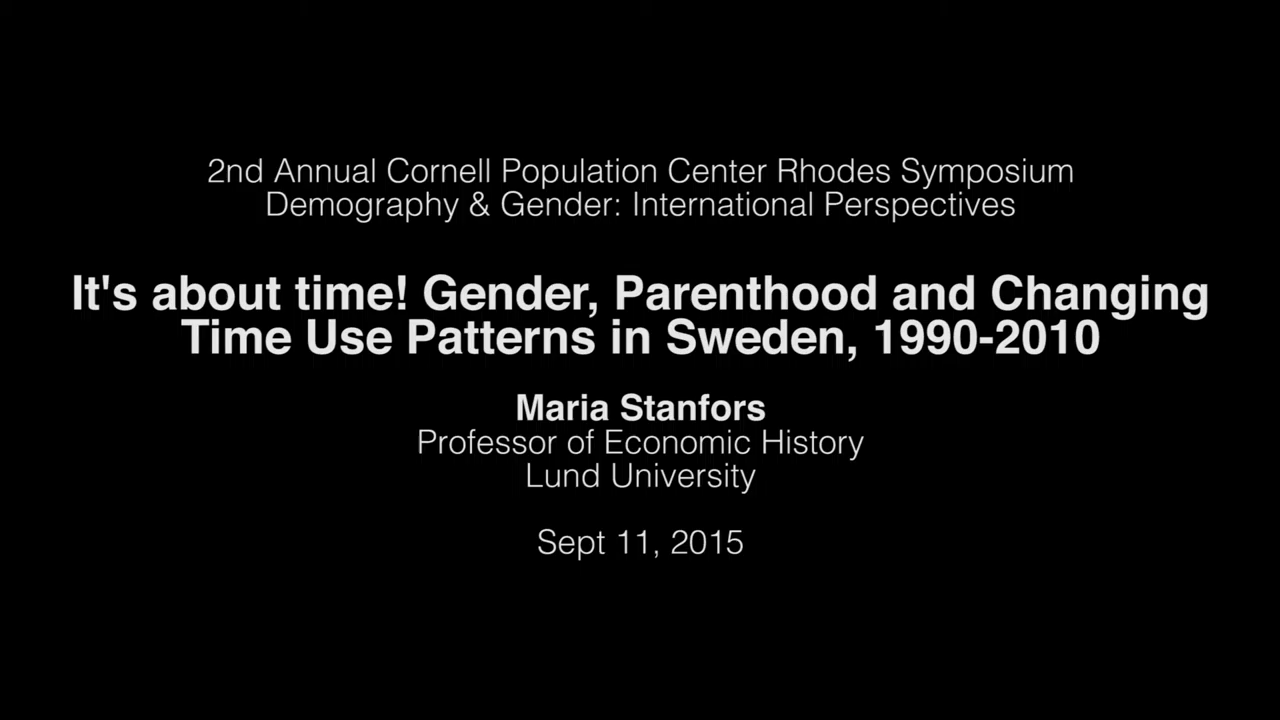 2nd Annual Cornell Population Center Rhodes Symposium
Demography & Gender: International Perspectives
It's about time! Gender, Parenthood and Changing
Time Use Patterns in Sweden, 1990-2010
Maria Stanfors
Professor of Economic History
Lund University
Sept 11, 2015